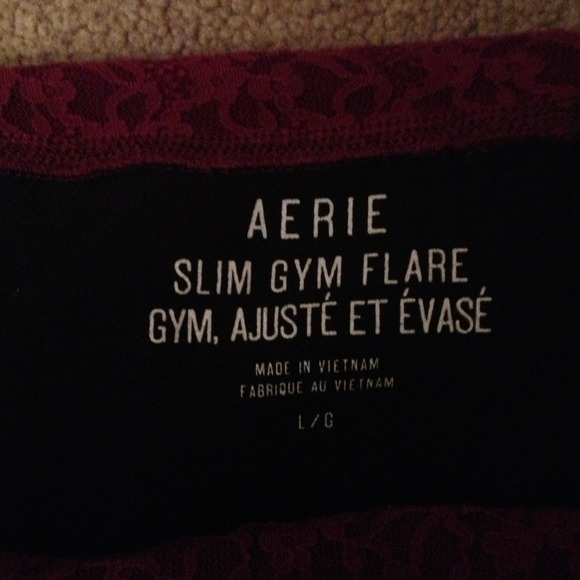 AERIE
SLIM GYM FLARE
GYM, AJUSTÉ ET ÉVASÉ
MADE IN VIETNAM
FABRIQUE AU VIETNAM
L/G